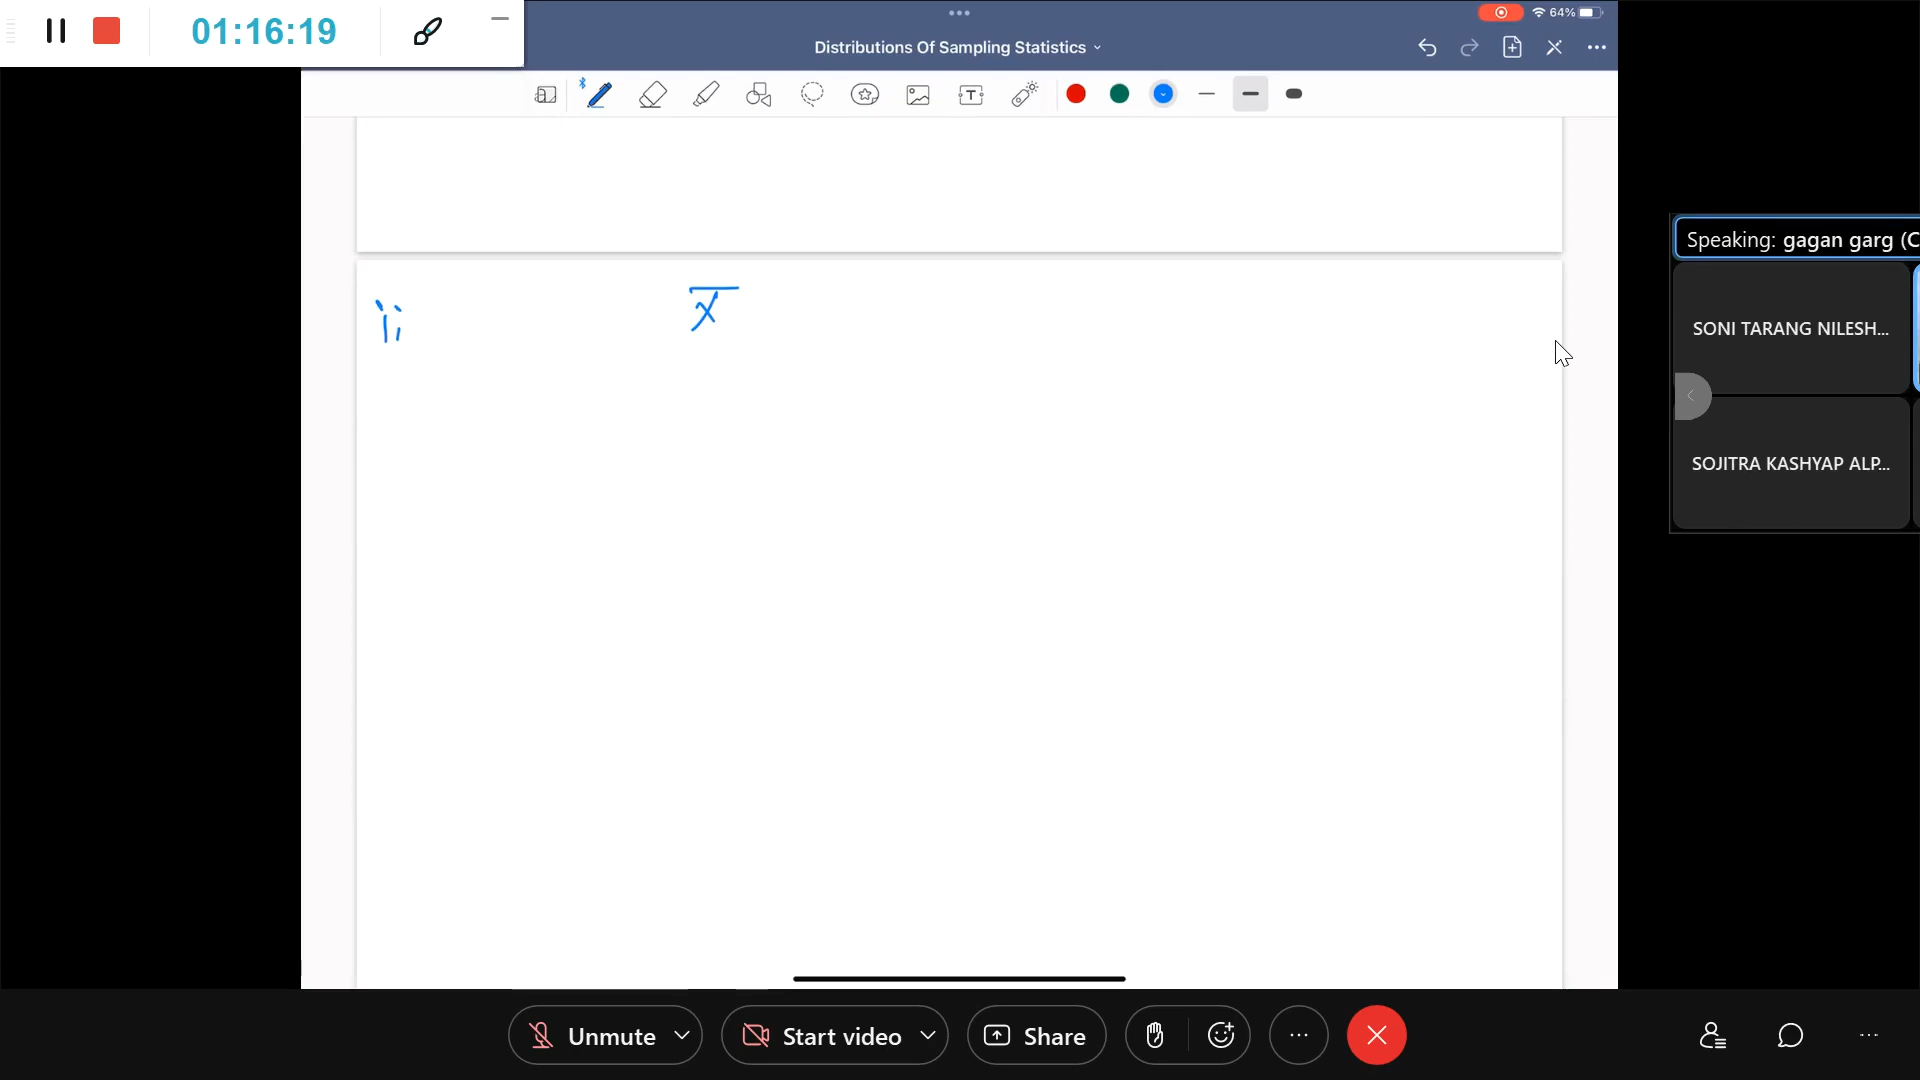 01:16:19
64%
Distributions Of Sampling Statistics
Speaking: gagan garg (C
SONI TARANG NILESH...
SOJITRA KASHYAP ALP...
x̄
Unmute
Start video
Share